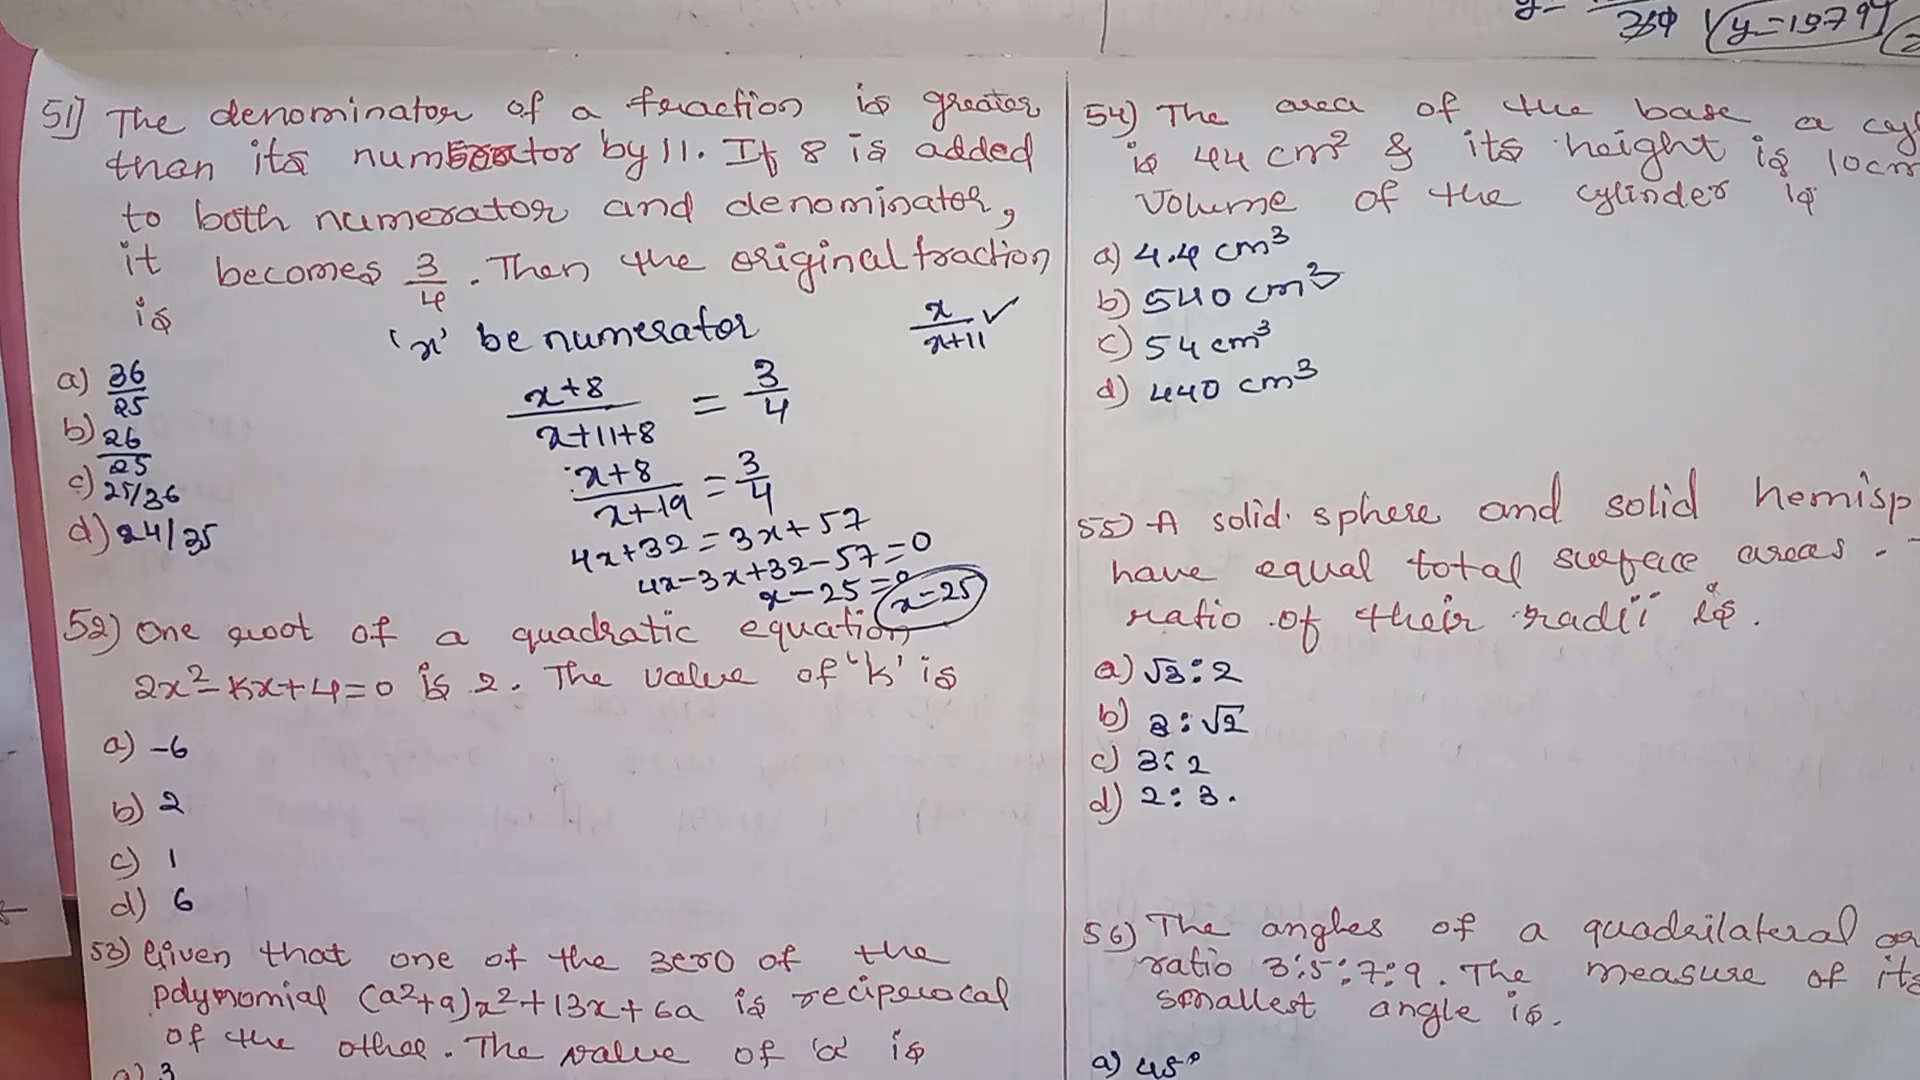 y=
350 y=1979
51] The denominator of a fraction is greater
than its numerator by 11. If 8 is added
to both numerator and denominator,
it becomes 3/4. Then the original fraction
is
'x' be numerator x/x+11 ✓
a) 36/25
b) 26/25
c) 25/36
d) 24/35
x+8/x+11+8 = 3/4
x+8/x+19 = 3/4
4x+32=3x+57
4x-3x+32-57=0
x-25=0 x=25
52) One root of a quadratic equation
2x²-kx+4=0 is 2. The value of 'k' is
a) -6
b) 2
c) 1
d) 6
53) Given that one of the zero of the
polynomial (a²+9)x²+13x+6a is reciperocal
of the other. The value of 'a' is
a) 3
54) The area of the base a cyl
is 44 cm² & its height is 10cm
Volume of the cylinder is
a) 4.4 cm³
b) 540 cm³
c) 54 cm³
d) 440 cm³
55) A solid sphere and solid hemisp
have equal total surface areas.
ratio of their radii is.
a) √3:2
b) 3:√2
c) 3:2
d) 2:3.
56) The angles of a quadrilateral ar
ratio 3:5:7:9. The measure of its
smallest angle is.
a) 45°